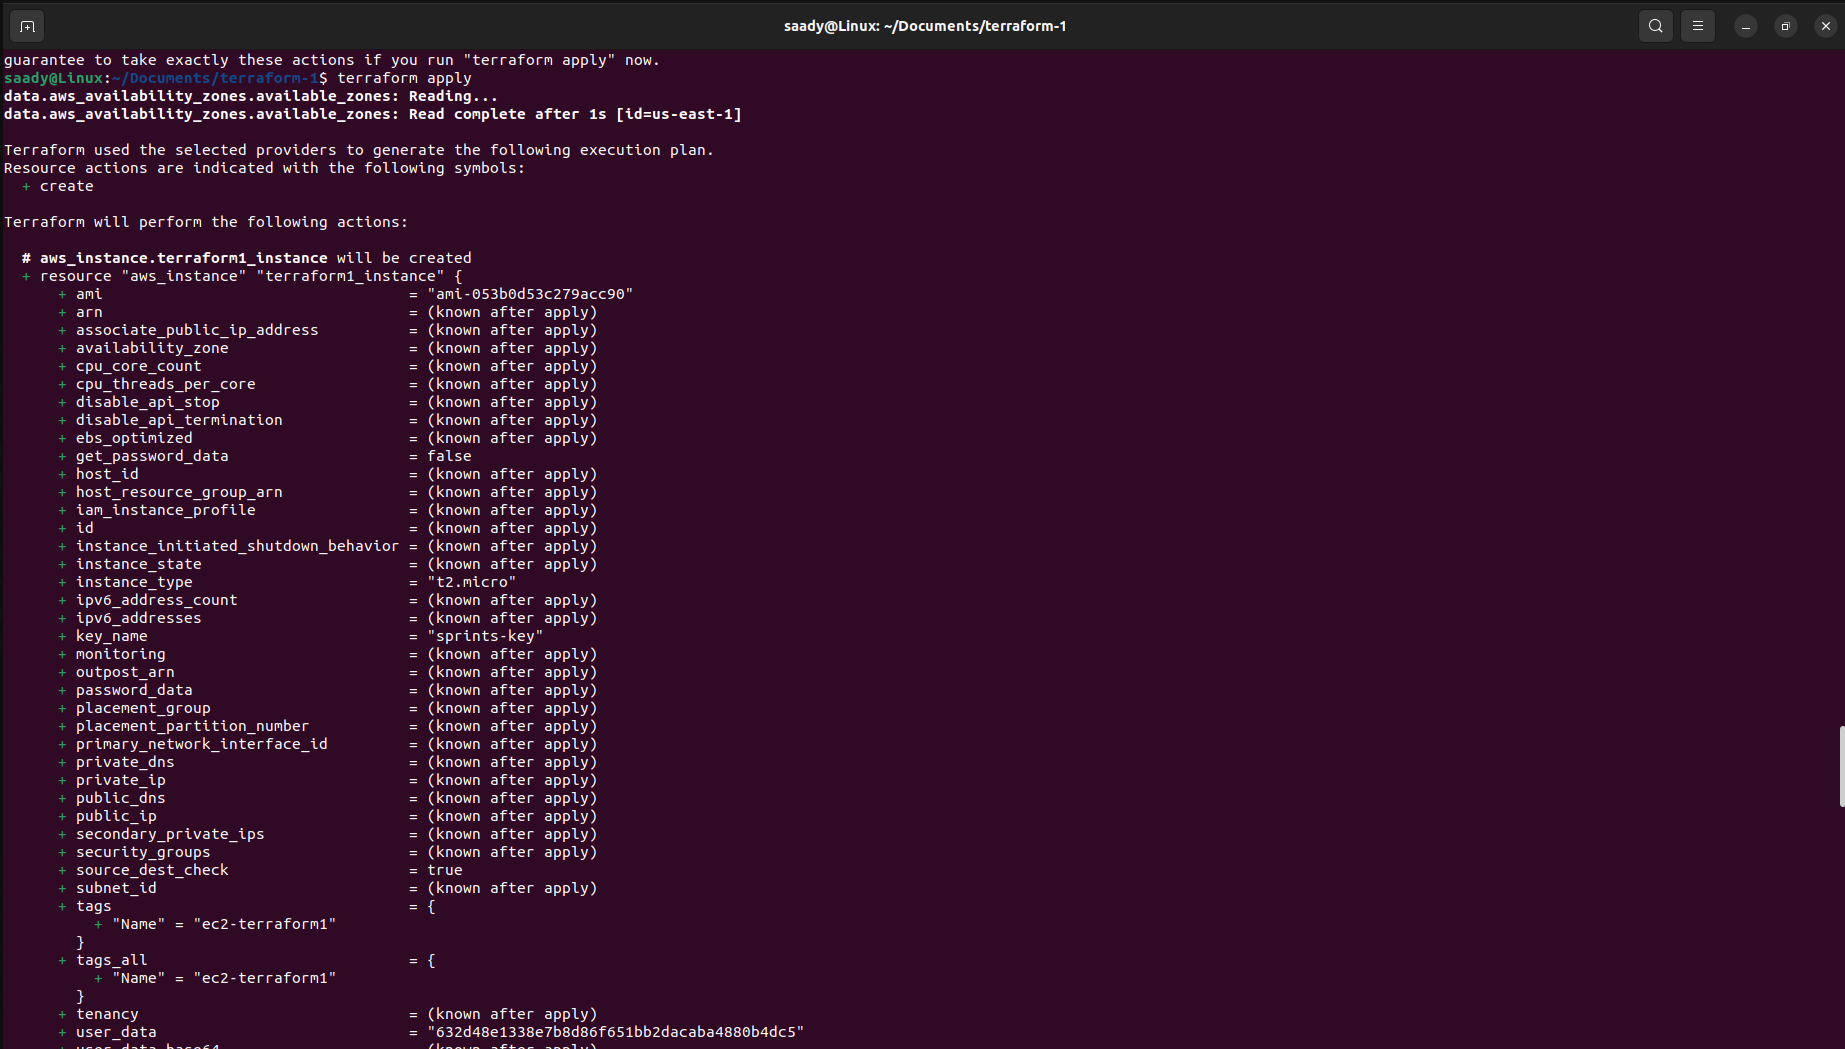 saady@Linux: ~/Documents/terraform-1
guarantee to take exactly these actions if you run "terraform apply" now.
saady@Linux:~/Documents/terraform-1$ terraform apply
data.aws_availability_zones.available_zones: Reading...
data.aws_availability_zones.available_zones: Read complete after 1s [id=us-east-1]

Terraform used the selected providers to generate the following execution plan.
Resource actions are indicated with the following symbols:
  + create

Terraform will perform the following actions:

  # aws_instance.terraform1_instance will be created
  + resource "aws_instance" "terraform1_instance" {
      + ami                                  = "ami-053b0d53c279acc90"
      + arn                                  = (known after apply)
      + associate_public_ip_address          = (known after apply)
      + availability_zone                    = (known after apply)
      + cpu_core_count                       = (known after apply)
      + cpu_threads_per_core                 = (known after apply)
      + disable_api_stop                     = (known after apply)
      + disable_api_termination              = (known after apply)
      + ebs_optimized                        = (known after apply)
      + get_password_data                    = false
      + host_id                              = (known after apply)
      + host_resource_group_arn              = (known after apply)
      + iam_instance_profile                 = (known after apply)
      + id                                   = (known after apply)
      + instance_initiated_shutdown_behavior = (known after apply)
      + instance_state                       = (known after apply)
      + instance_type                        = "t2.micro"
      + ipv6_address_count                   = (known after apply)
      + ipv6_addresses                       = (known after apply)
      + key_name                             = "sprints-key"
      + monitoring                           = (known after apply)
      + outpost_arn                          = (known after apply)
      + password_data                        = (known after apply)
      + placement_group                      = (known after apply)
      + placement_partition_number           = (known after apply)
      + primary_network_interface_id         = (known after apply)
      + private_dns                          = (known after apply)
      + private_ip                           = (known after apply)
      + public_dns                           = (known after apply)
      + public_ip                            = (known after apply)
      + secondary_private_ips                = (known after apply)
      + security_groups                      = (known after apply)
      + source_dest_check                    = true
      + subnet_id                            = (known after apply)
      + tags                                 = {
          + "Name" = "ec2-terraform1"
        }
      + tags_all                             = {
          + "Name" = "ec2-terraform1"
        }
      + tenancy                              = (known after apply)
      + user_data                            = "632d48e1338e7b8d86f651bb2dacaba4880b4dc5"
      + user_data_base64                     = (known after apply)